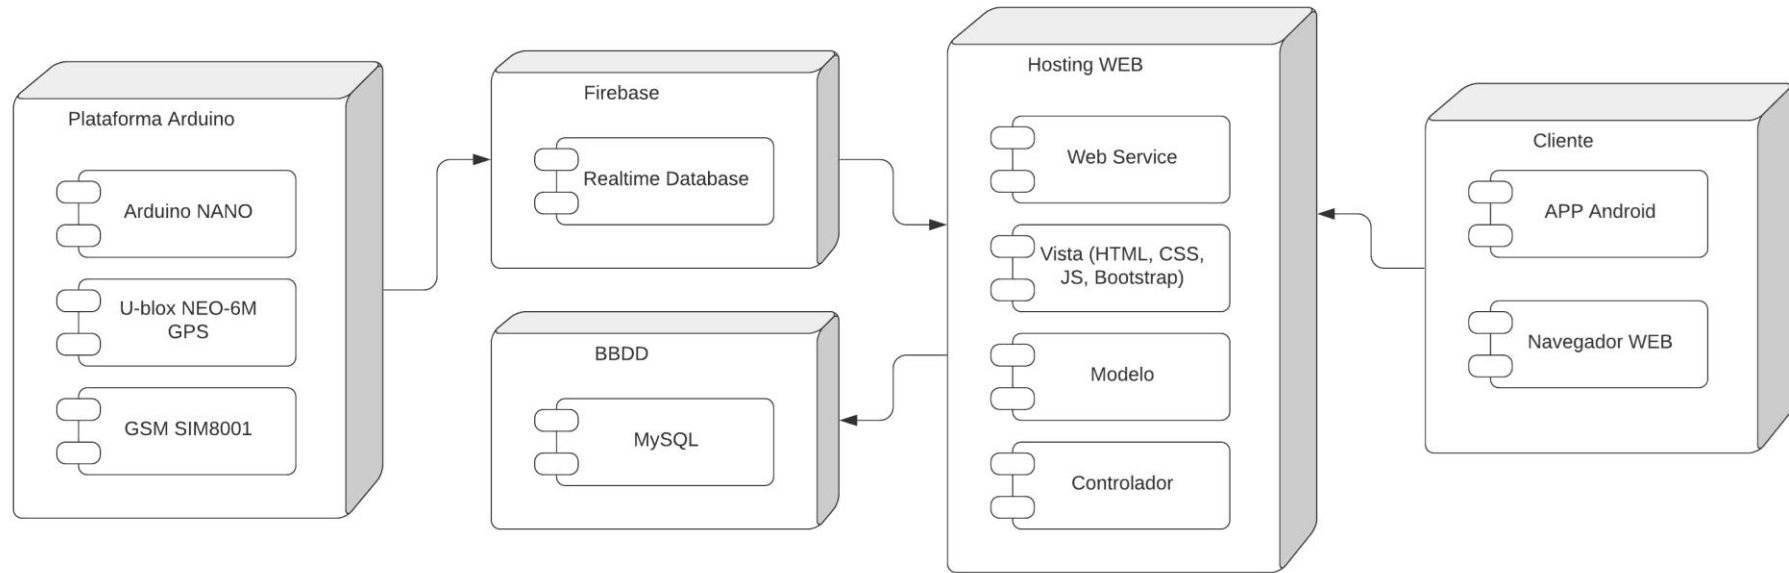 Plataforma Arduino
Arduino NANO
U-blox NEO-6M
GPS
GSM SIM8001
Firebase
Realtime Database
BBDD
MySQL
Hosting WEB
Web Service
Vista (HTML, CSS,
JS, Bootstrap)
Modelo
Controlador
Cliente
APP Android
Navegador WEB